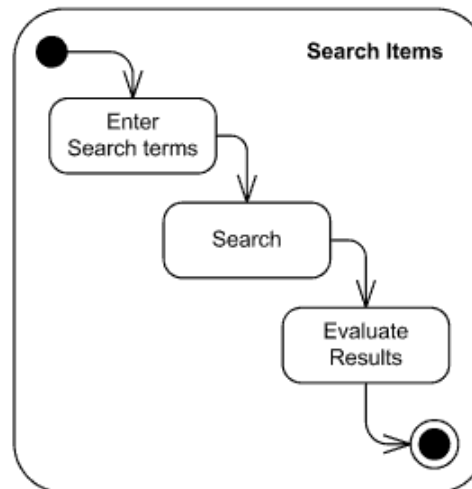 Search Items
Enter
Search terms
Search
Evaluate
Results